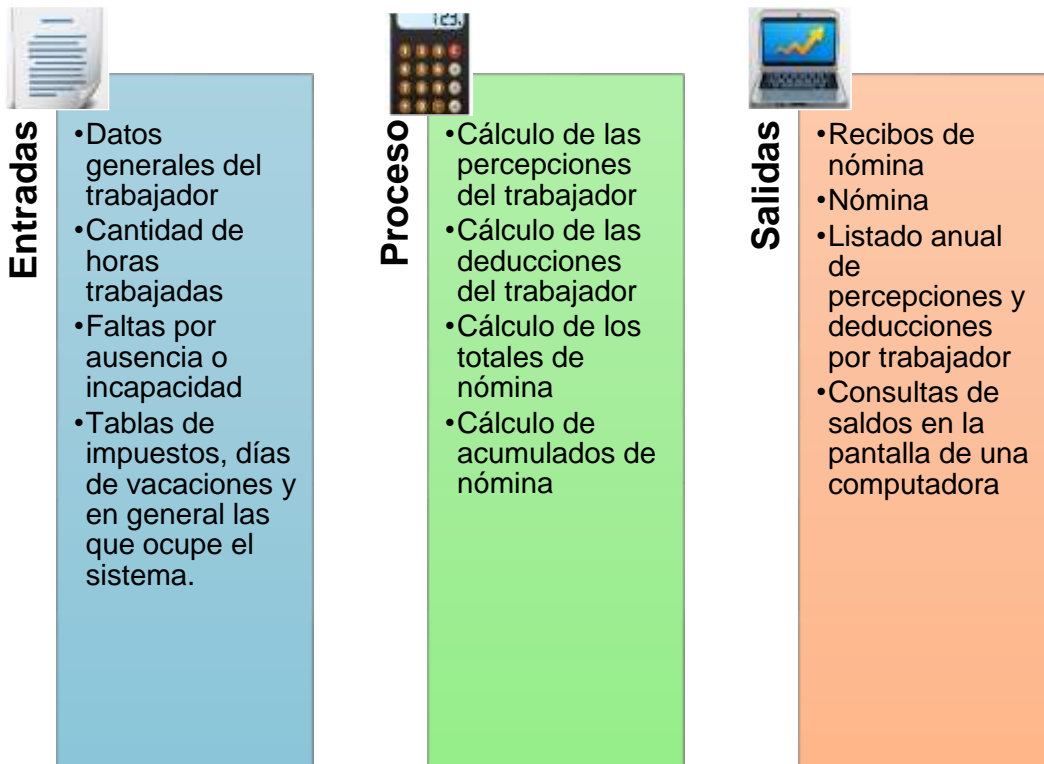 Entradas
•Datos
generales del
trabajador
•Cantidad de
horas
trabajadas
•Faltas por
ausencia o
incapacidad
•Tablas de
impuestos, días
de vacaciones y
en general las
que ocupe el
sistema.
123.
Proceso
•Cálculo de las
percepciones
del trabajador
•Cálculo de las
deducciones
del trabajador
•Cálculo de los
totales de
nómina
•Cálculo de
acumulados de
nómina
Salidas
•Recibos de
nómina
•Nómina
•Listado anual
de
percepciones y
deducciones
por trabajador
•Consultas de
saldos en la
pantalla de una
computadora